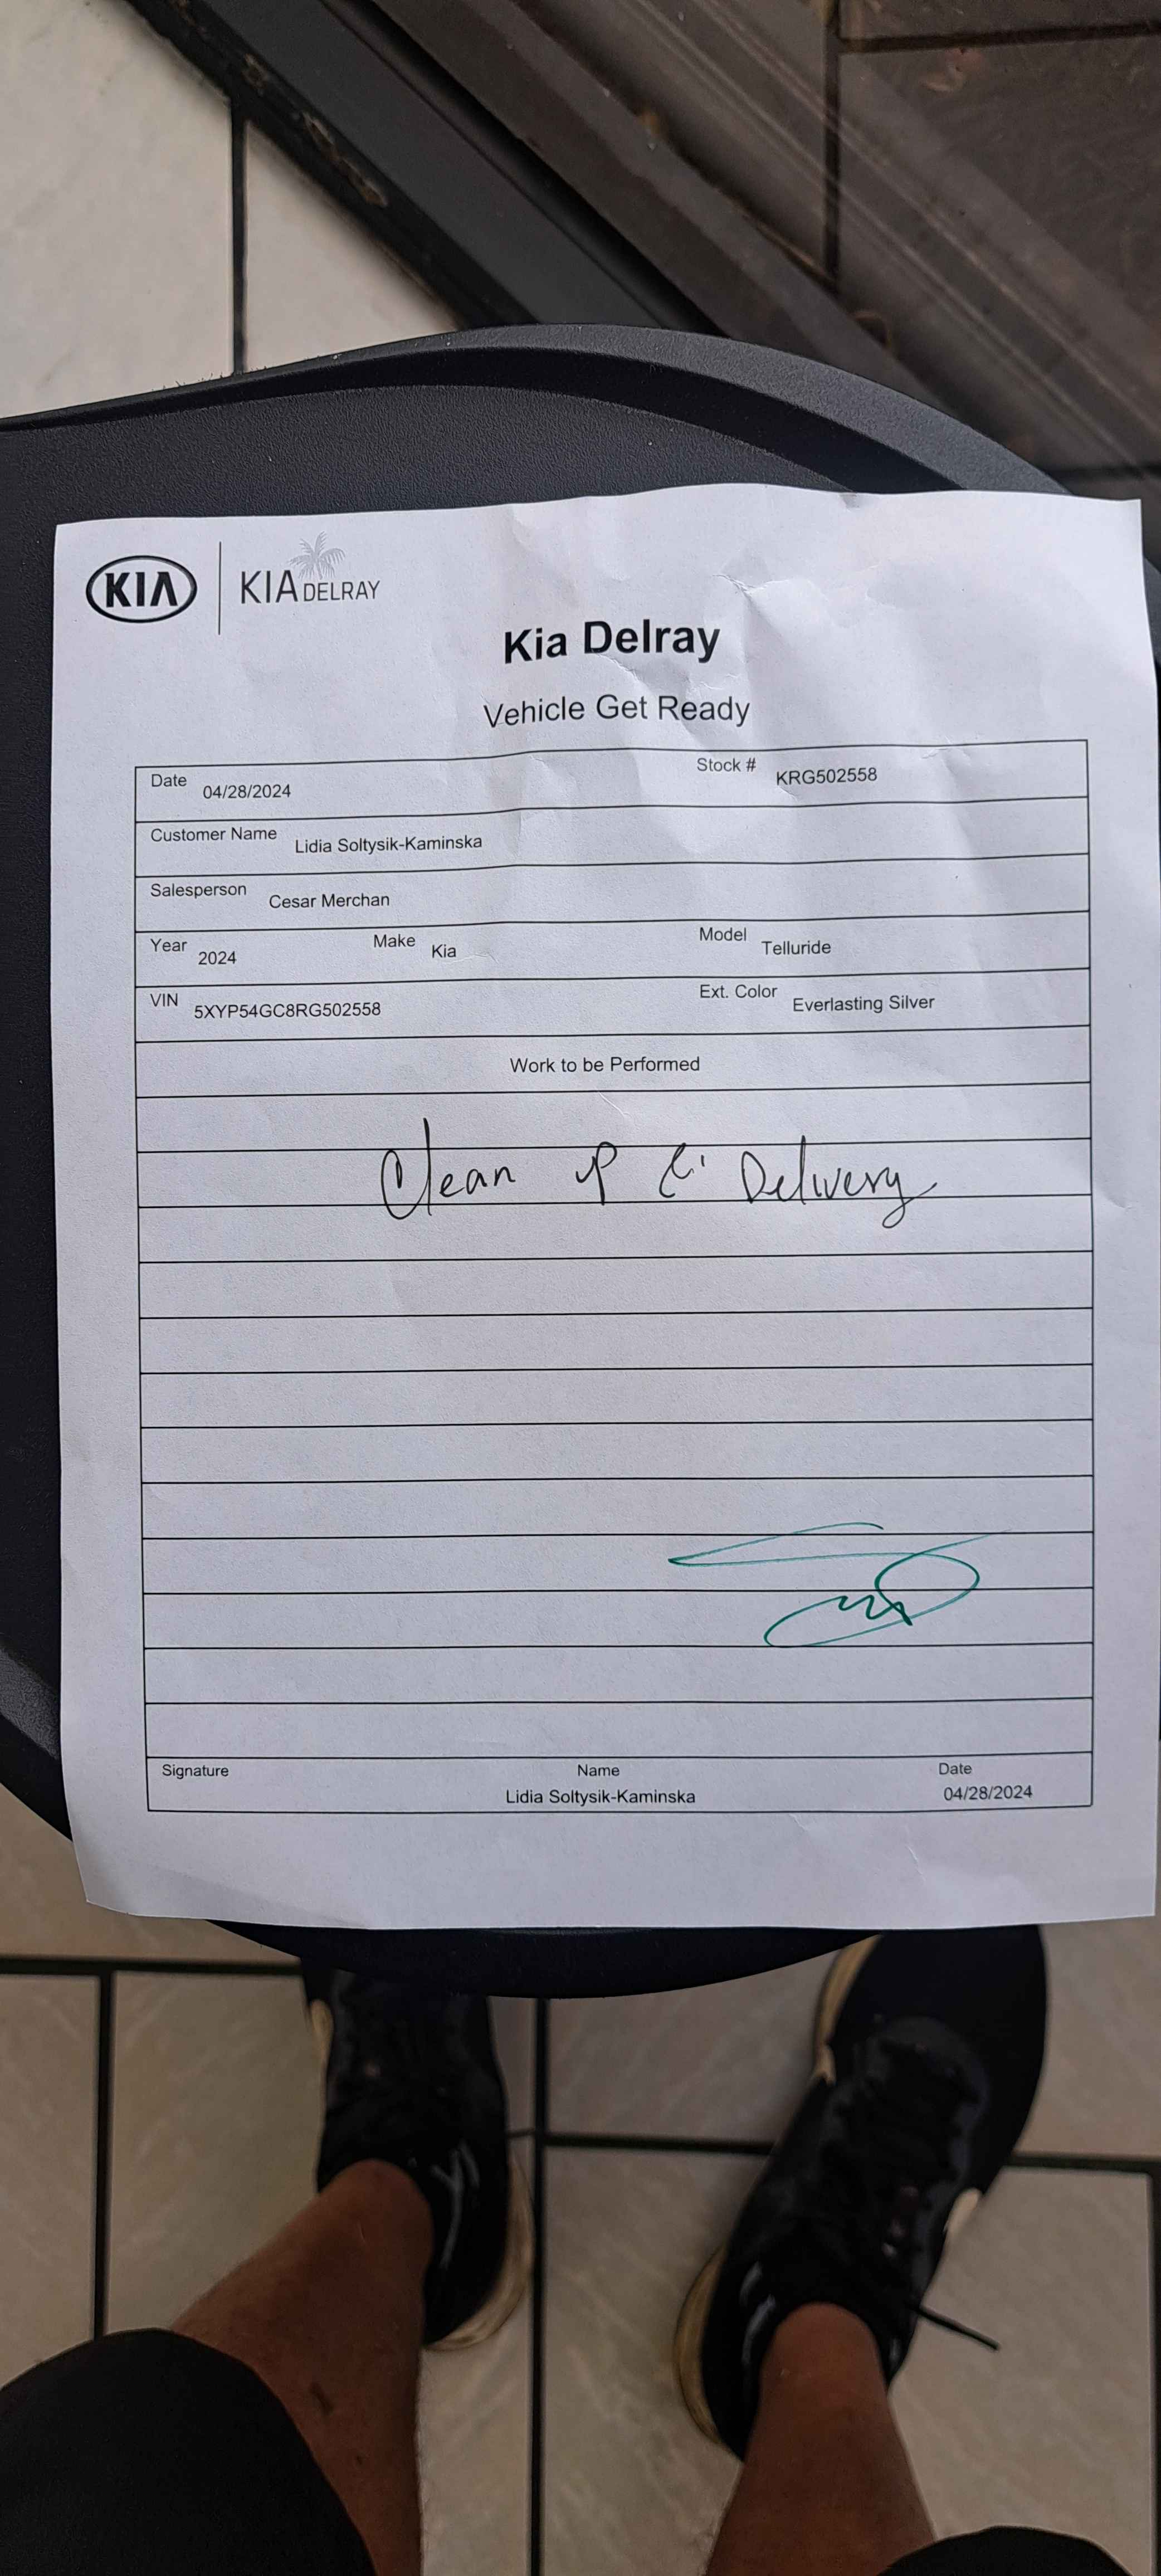 KIA KIA DELRAY
Kia Delray
Vehicle Get Ready
Date 04/28/2024 Stock # KRG502558
Customer Name Lidia Soltysik-Kaminska
Salesperson Cesar Merchan
Year 2024 Make Kia Model Telluride
VIN 5XYP54GC8RG502558 Ext. Color Everlasting Silver
Work to be Performed
Clean up & Delivery
Signature Name Date
Lidia Soltysik-Kaminska 04/28/2024